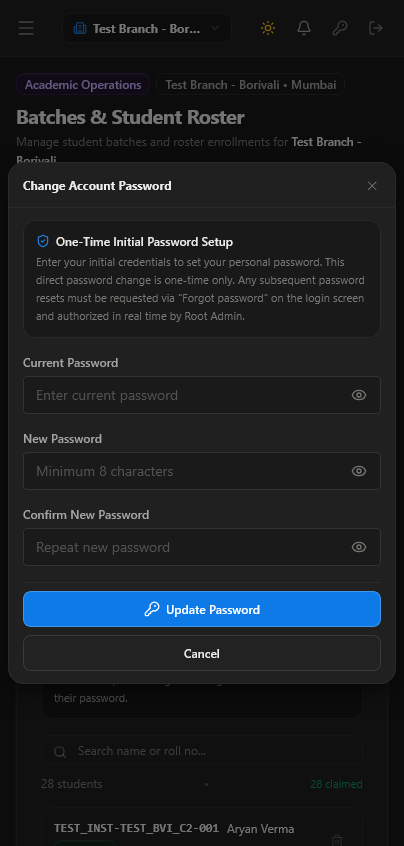 Test Branch - Bor...
Academic Operations
Test Branch - Borivali • Mumbai
Batches & Student Roster
Manage student batches and roster enrollments for Test Branch -
Borivali
Change Account Password
One-Time Initial Password Setup
Enter your initial credentials to set your personal password. This
direct password change is one-time only. Any subsequent password
resets must be requested via "Forgot password" on the login screen
and authorized in real time by Root Admin.
Current Password
Enter current password
New Password
Minimum 8 characters
Confirm New Password
Repeat new password
Update Password
Cancel
their password.
Search name or roll no...
28 students
•
28 claimed
TEST_INST-TEST_BVI_C2-001 Aryan Verma